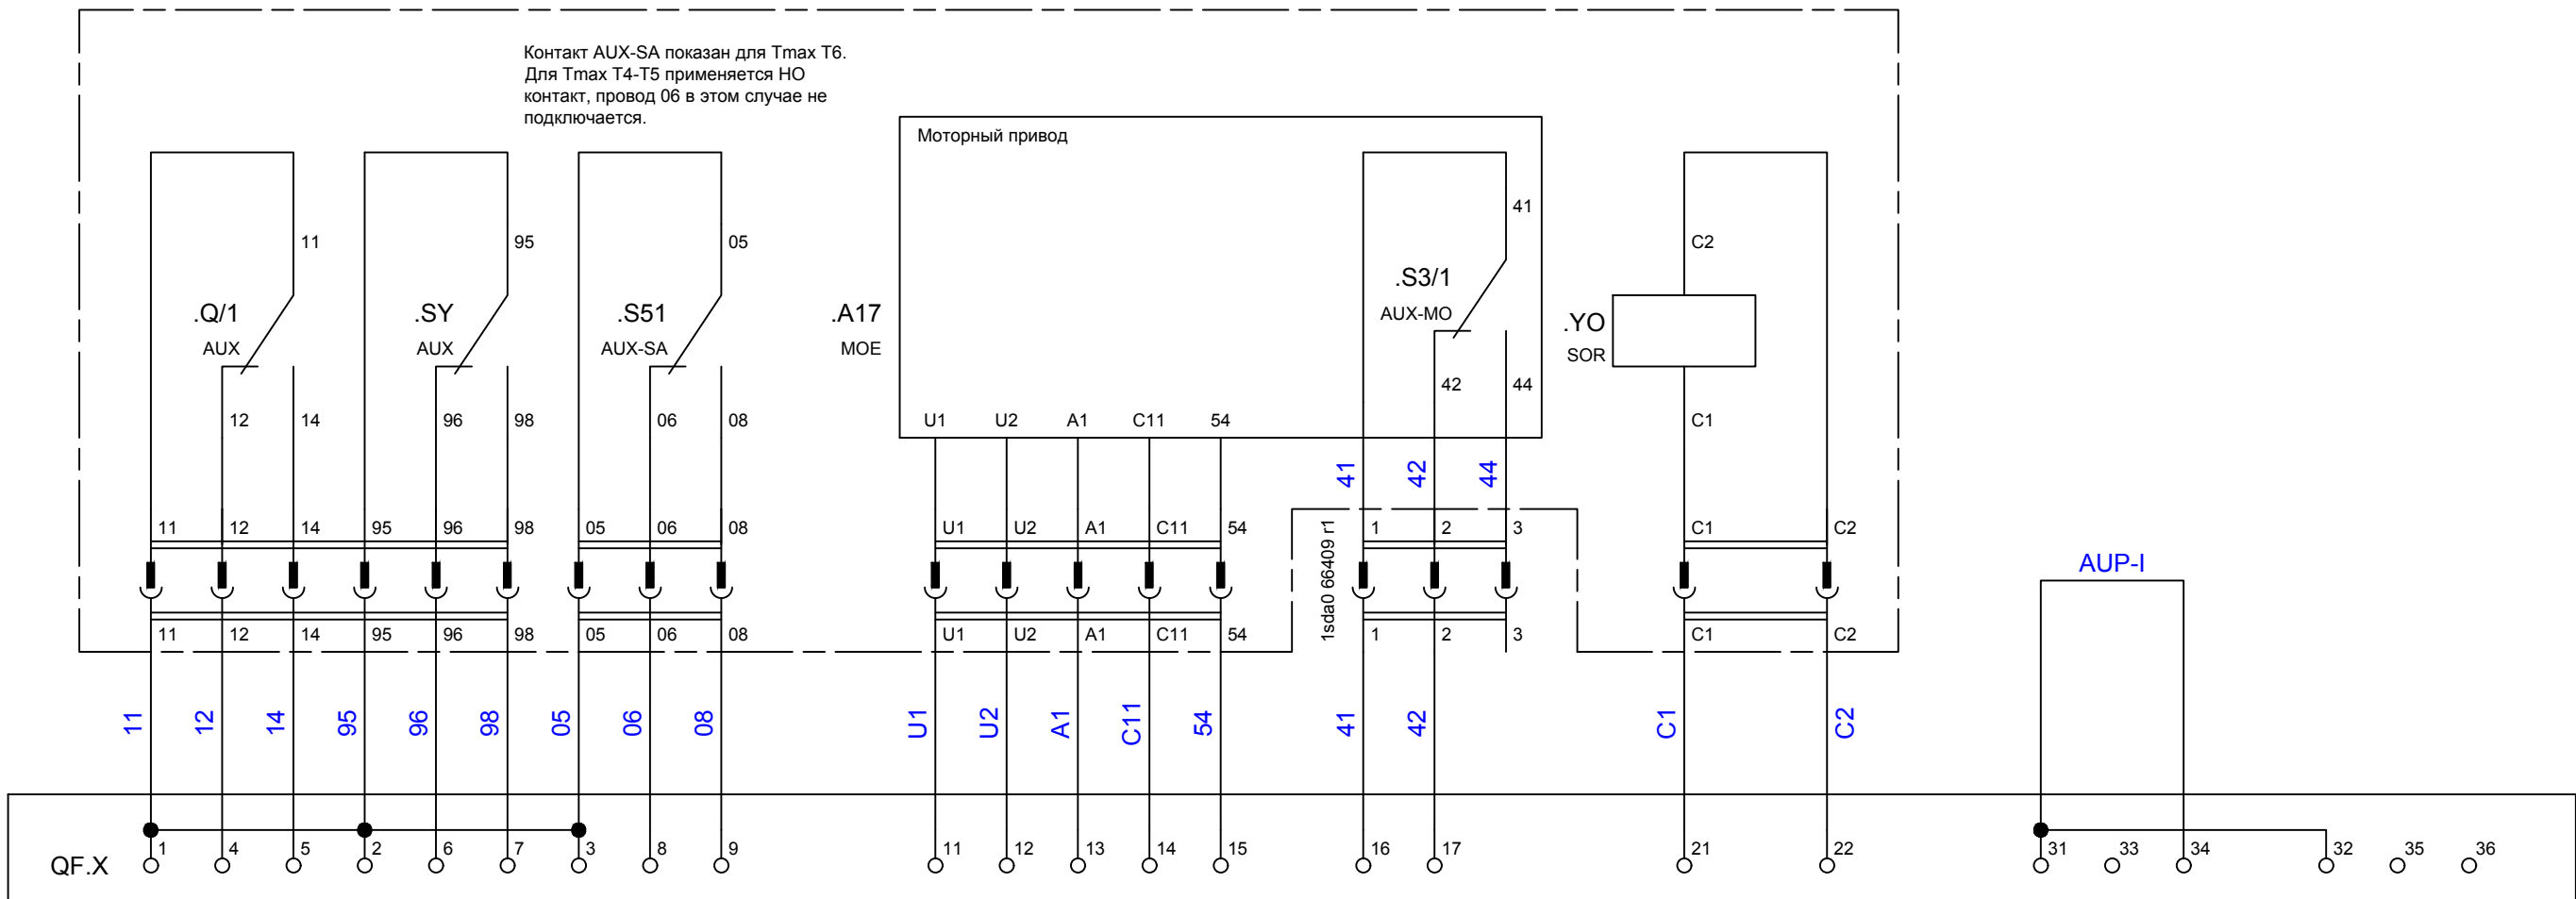 Контакт AUX-SA показан для Tmax T6.
Для Tmax T4-T5 применяется НО
контакт, провод 06 в этом случае не
подключается.
Моторный привод
41
11 95 05 C2
.Q/1 .SY .S51 .A17 .S3/1 .YO
AUX AUX AUX-SA MOE AUX-MO SOR
42 44
12 14 96 98 06 08 U1 U2 A1 C11 54 C1
41 42 44
11 12 14 95 96 98 05 06 08 U1 U2 A1 C11 54 1 2 3 C1 C2
1sda0 66409 r1
AUP-I
11 12 14 95 96 98 05 06 08 U1 U2 A1 C11 54 1 2 3 C1 C2
11 12 14 95 96 98 05 06 08 U1 U2 A1 C11 54 41 42 C1 C2
QF.X 1 4 5 2 6 7 3 8 9 11 12 13 14 15 16 17 21 22 31 33 34 32 35 36